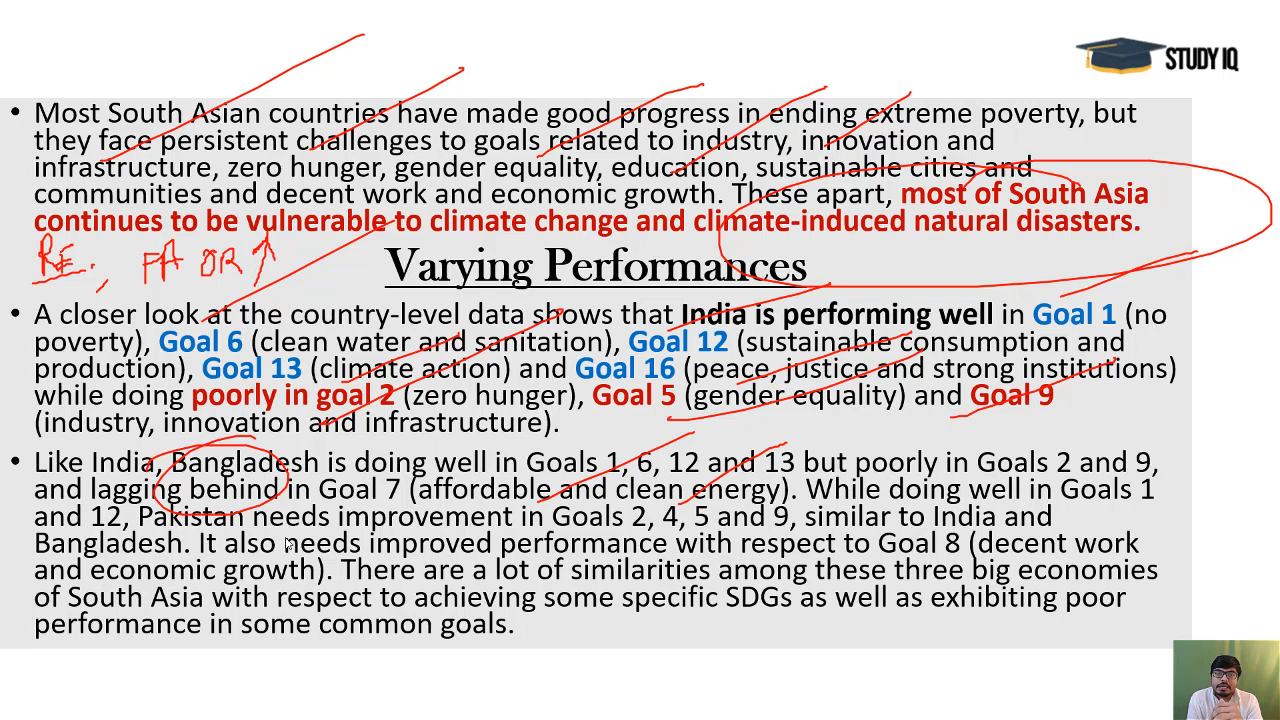 STUDY IQ
• Most South Asian countries have made good progress in ending extreme poverty, but
they face persistent challenges to goals related to industry, innovation and
infrastructure, zero hunger, gender equality, education, sustainable cities and
communities and decent work and economic growth. These apart, most of South Asia
continues to be vulnerable to climate change and climate-induced natural disasters.
RE., FA OR ↑
Varying Performances
• A closer look at the country-level data shows that India is performing well in Goal 1 (no
poverty), Goal 6 (clean water and sanitation), Goal 12 (sustainable consumption and
production), Goal 13 (climate action) and Goal 16 (peace, justice and strong institutions)
while doing poorly in goal 2 (zero hunger), Goal 5 (gender equality) and Goal 9
(industry, innovation and infrastructure).
• Like India, Bangladesh is doing well in Goals 1, 6, 12 and 13 but poorly in Goals 2 and 9,
and lagging behind in Goal 7 (affordable and clean energy). While doing well in Goals 1
and 12, Pakistan needs improvement in Goals 2, 4, 5 and 9, similar to India and
Bangladesh. It also needs improved performance with respect to Goal 8 (decent work
and economic growth). There are a lot of similarities among these three big economies
of South Asia with respect to achieving some specific SDGs as well as exhibiting poor
performance in some common goals.